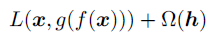 L(x, g(f(x))) + Ω(h)